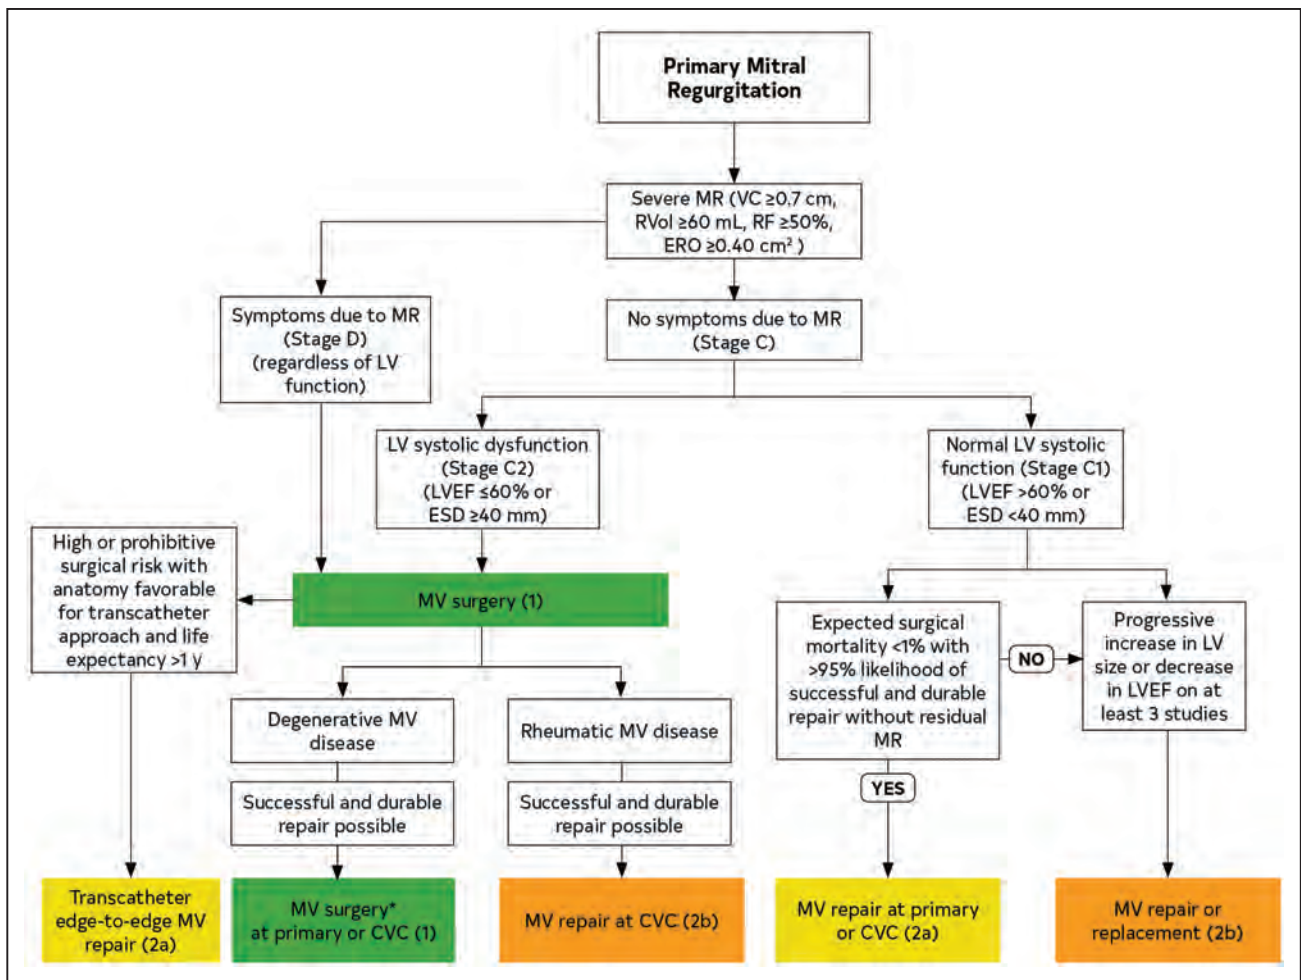 Primary Mitral
Regurgitation
Severe MR (VC ≥0.7 cm,
RVol ≥60 mL, RF ≥50%,
ERO ≥0.40 cm²)
Symptoms due to MR
(Stage D)
(regardless of LV
function)
No symptoms due to MR
(Stage C)
LV systolic dysfunction
(Stage C2)
(LVEF ≤60% or
ESD ≥40 mm)
Normal LV systolic
function (Stage C1)
(LVEF >60% or
ESD <40 mm)
High or prohibitive
surgical risk with
anatomy favorable
for transcatheter
approach and life
expectancy >1 y
MV surgery (1)
Expected surgical
mortality <1% with
>95% likelihood of
successful and durable
repair without residual
MR
NO
Progressive
increase in LV
size or decrease
in LVEF on at
least 3 studies
Degenerative MV
disease
Rheumatic MV disease
YES
Successful and durable
repair possible
Successful and durable
repair possible
Transcatheter
edge-to-edge MV
repair (2a)
MV surgery*
at primary or CVC (1)
MV repair at CVC (2b)
MV repair at primary
or CVC (2a)
MV repair or
replacement (2b)